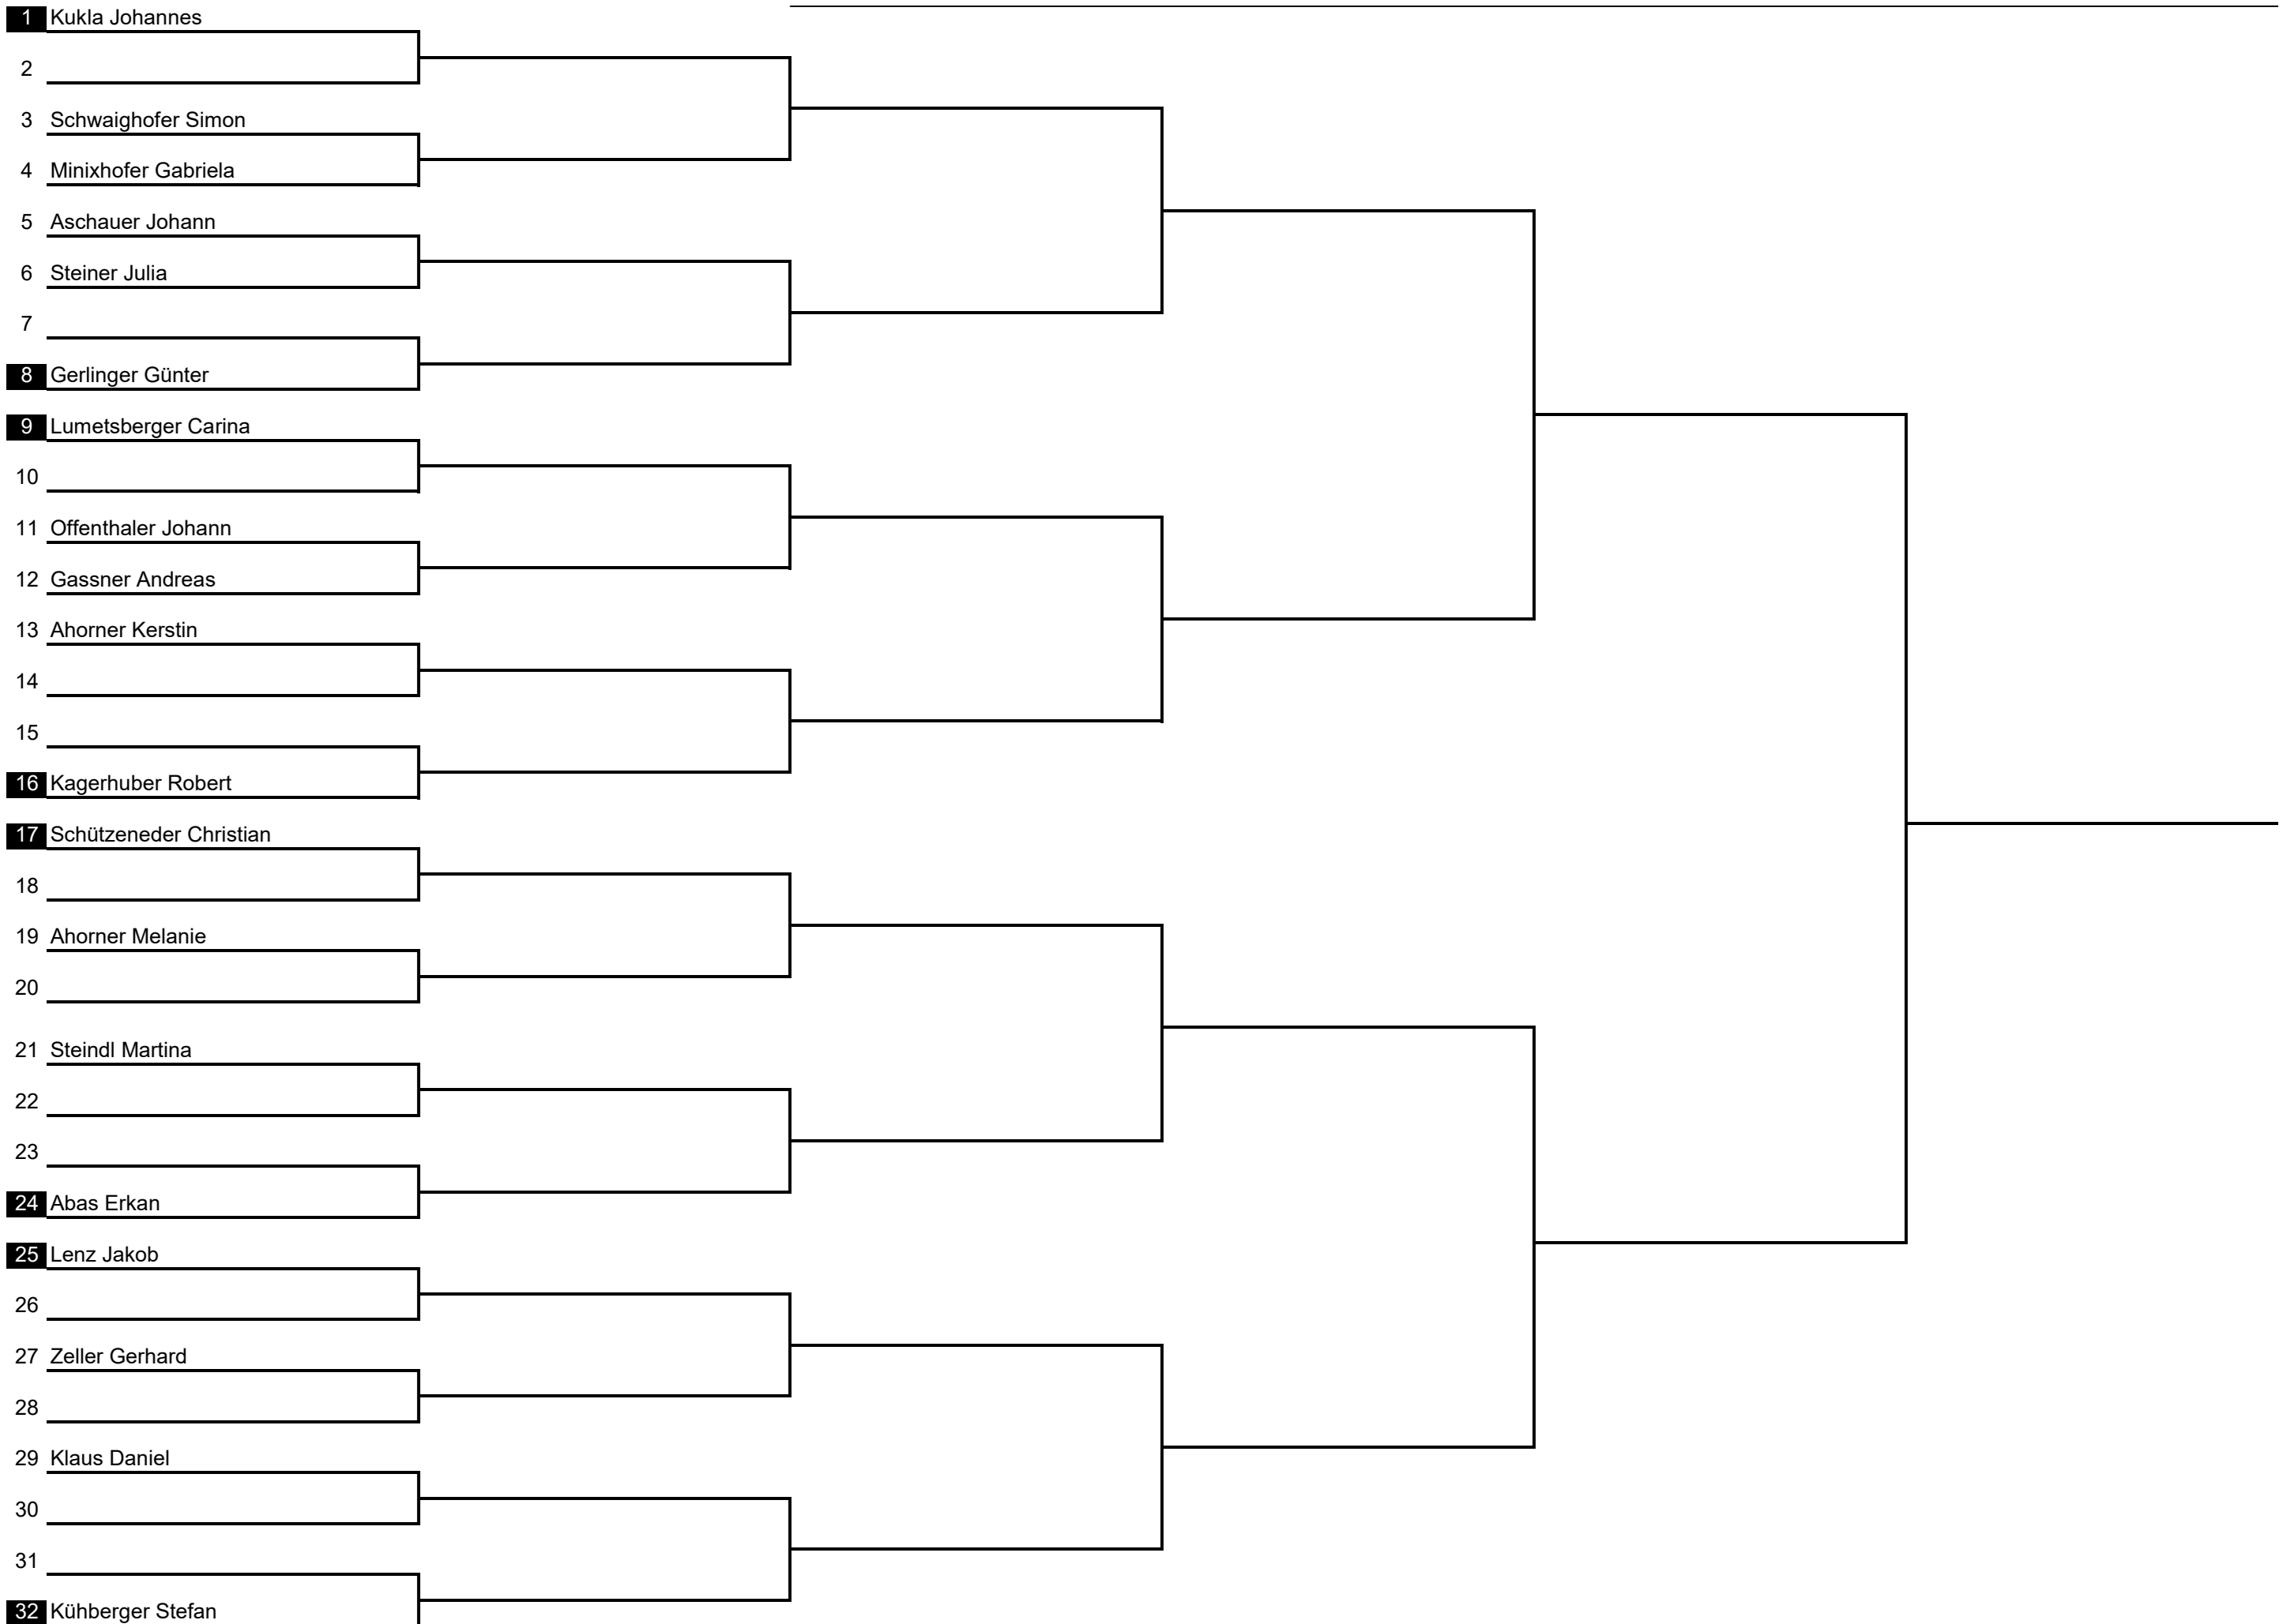 1 Kukla Johannes
2
3 Schwaighofer Simon
4 Minixhofer Gabriela
5 Aschauer Johann
6 Steiner Julia
7
8 Gerlinger Günter
9 Lumetsberger Carina
10
11 Offenthaler Johann
12 Gassner Andreas
13 Ahorner Kerstin
14
15
16 Kagerhuber Robert
17 Schützeneder Christian
18
19 Ahorner Melanie
20
21 Steindl Martina
22
23
24 Abas Erkan
25 Lenz Jakob
26
27 Zeller Gerhard
28
29 Klaus Daniel
30
31
32 Kühberger Stefan